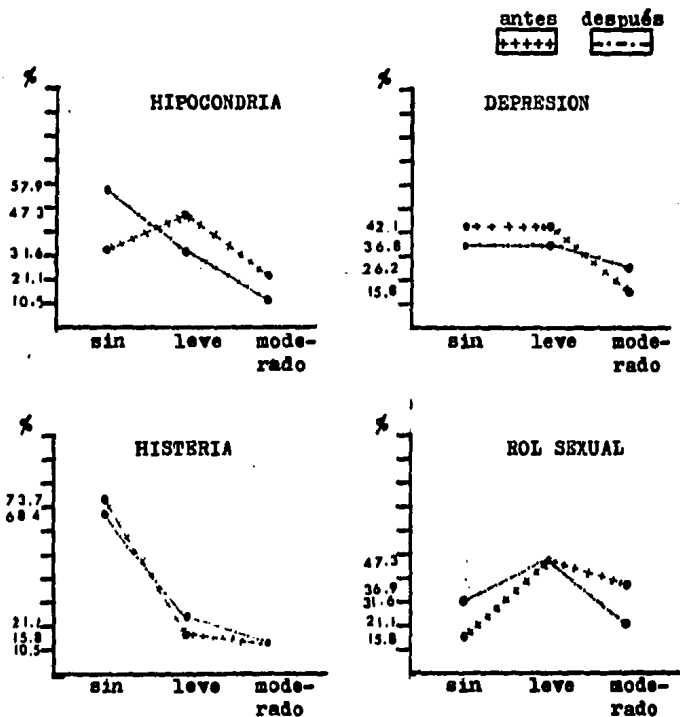 antes después
+++++ -·-·-·
%
HIPOCONDRIA
57.9
47.3
31.6
21.1
10.5
sin leve mode-
rado
%
DEPRESION
42.1
36.8
26.2
15.8
sin leve mode-
rado
%
HISTERIA
73.7
68.4
21.1
15.8
10.5
sin leve mode-
rado
%
ROL SEXUAL
47.3
36.9
31.6
21.1
15.8
sin leve mode-
rado